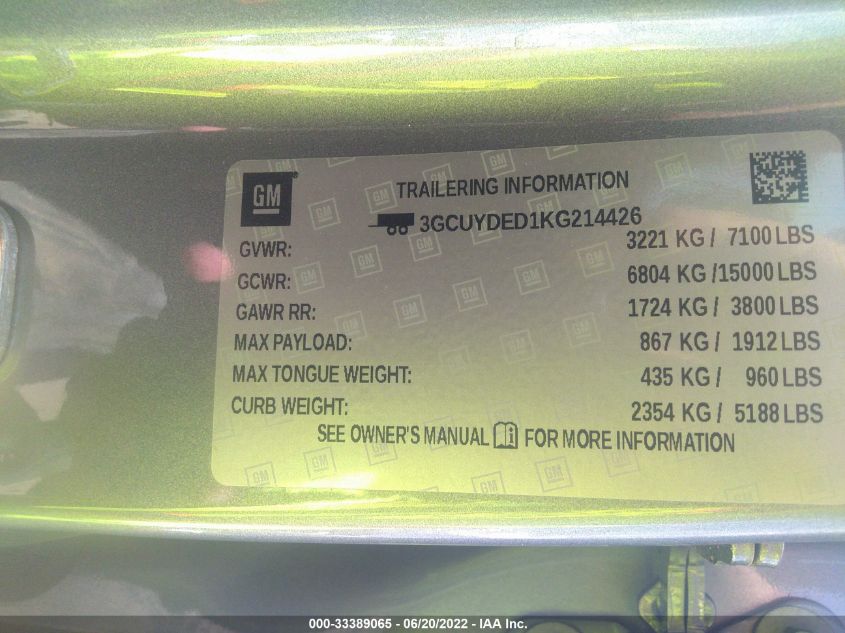 GM
TRAILERING INFORMATION
3GCUYDED1KG214426
GVWR: 3221 KG / 7100 LBS
GCWR: 6804 KG /15000 LBS
GAWR RR: 1724 KG / 3800 LBS
MAX PAYLOAD: 867 KG / 1912 LBS
MAX TONGUE WEIGHT: 435 KG / 960 LBS
CURB WEIGHT: 2354 KG / 5188 LBS
SEE OWNER'S MANUAL FOR MORE INFORMATION
000-33389065 - 06/20/2022 - IAA Inc.